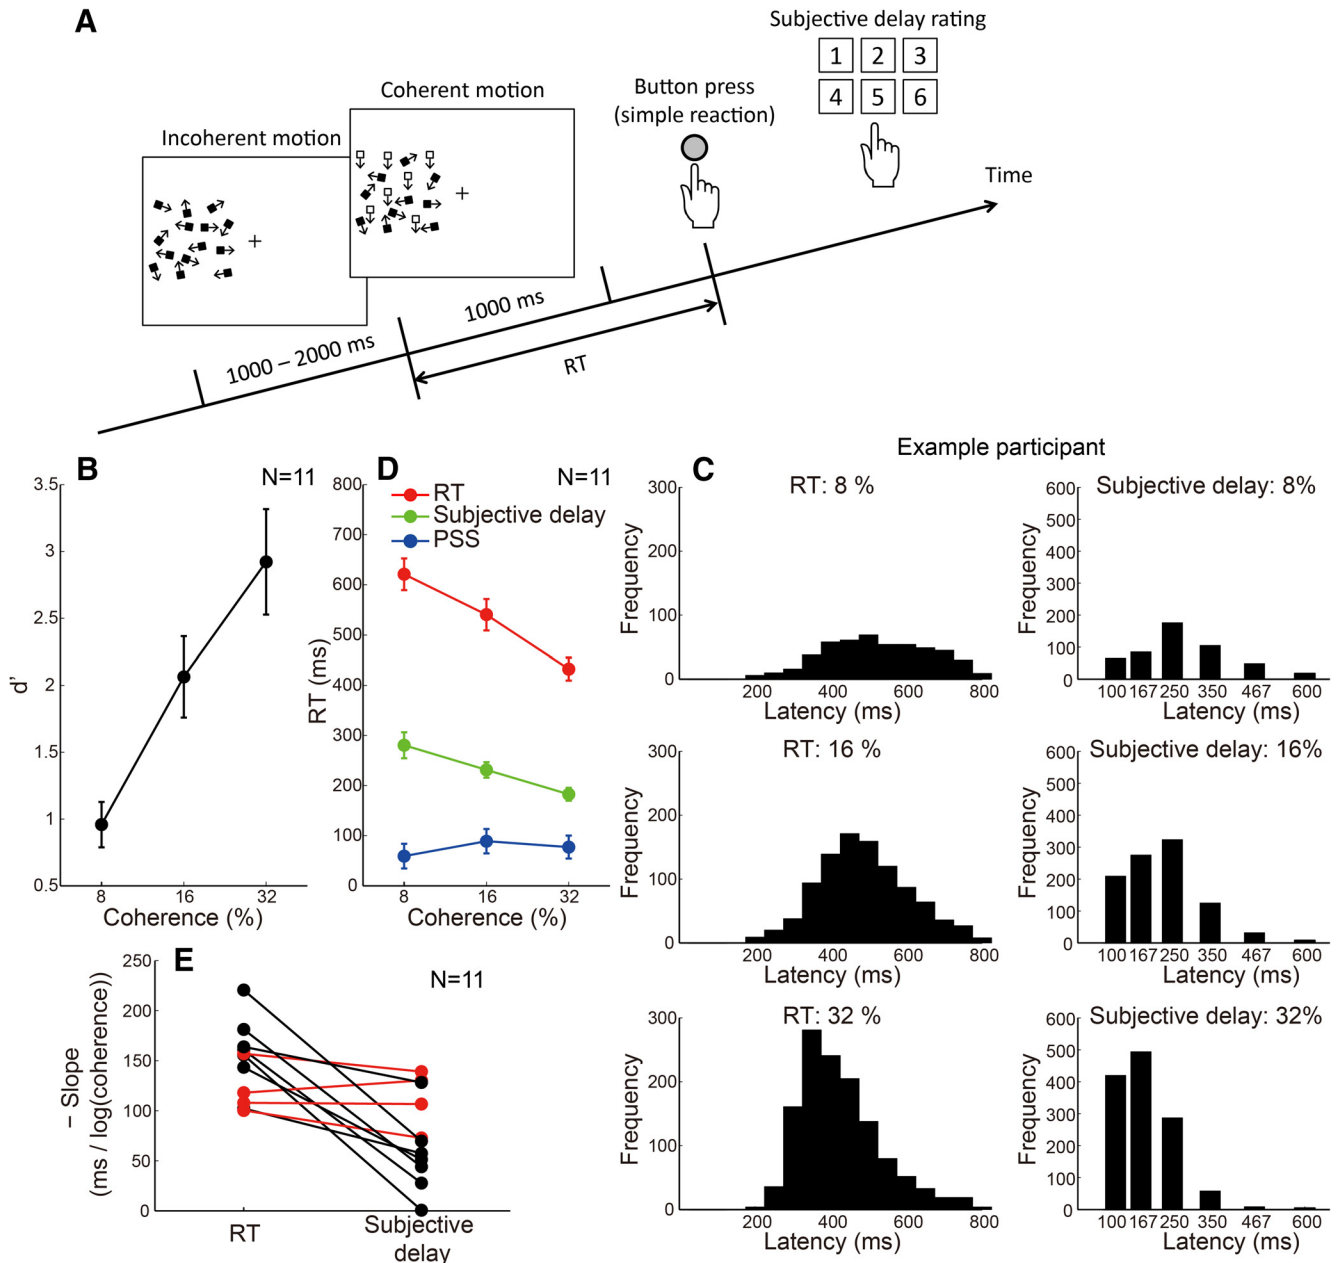 A
Subjective delay rating
1 2 3
4 5 6
Button press
(simple reaction)
Coherent motion
Incoherent motion
Time
1000 ms
1000 – 2000 ms
RT
B
N=11
3.5
3
2.5
2
1.5
1
0.5
d'
8 16 32
Coherence (%)
D
N=11
RT
Subjective delay
PSS
800
700
600
500
400
300
200
100
0
RT (ms)
8 16 32
Coherence (%)
C
Example participant
RT: 8 %
300
200
100
0
Frequency
200 400 600 800
Latency (ms)
Subjective delay: 8%
600
500
400
300
200
100
0
Frequency
100 167 250 350 467 600
Latency (ms)
RT: 16 %
300
200
100
0
Frequency
200 400 600 800
Latency (ms)
Subjective delay: 16%
600
500
400
300
200
100
0
Frequency
100 167 250 350 467 600
Latency (ms)
RT: 32 %
300
200
100
0
Frequency
200 400 600 800
Latency (ms)
Subjective delay: 32%
600
500
400
300
200
100
0
Frequency
100 167 250 350 467 600
Latency (ms)
E
N=11
250
200
150
100
50
0
– Slope
(ms / log(coherence))
RT
Subjective
delay